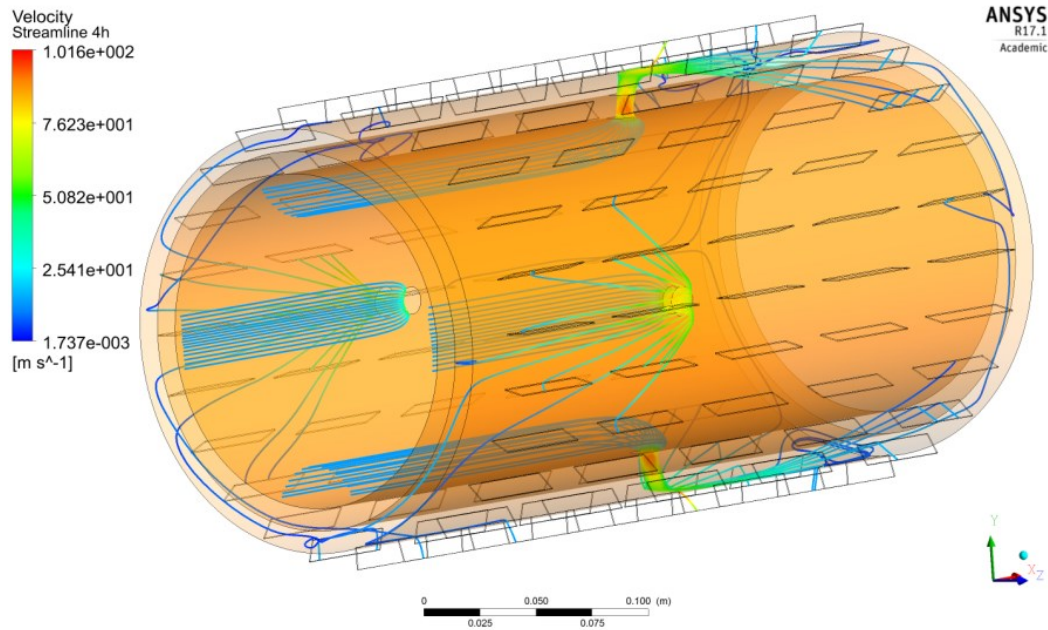 Velocity
Streamline 4h
1.016e+002
7.623e+001
5.082e+001
2.541e+001
1.737e-003
[m s^-1]
ANSYS
R17.1
Academic
Y
X
Z
0 0.050 0.100 (m)
0.025 0.075